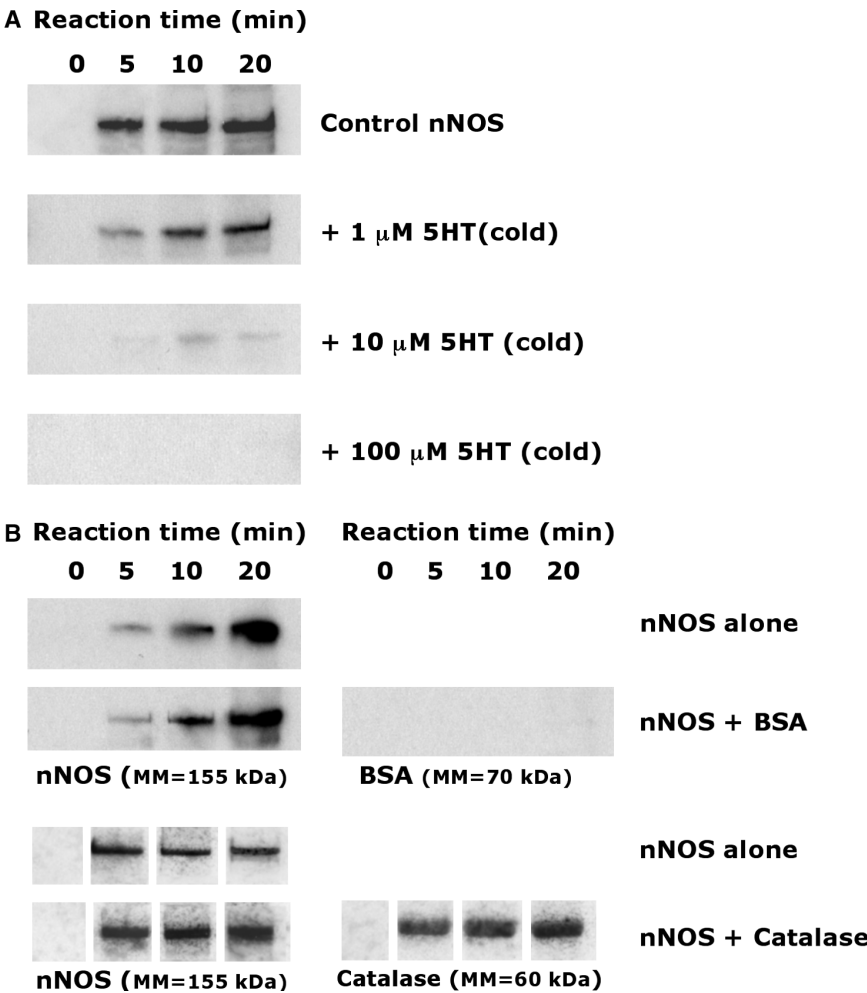 A Reaction time (min)
0 5 10 20
Control nNOS
+ 1 μM 5HT(cold)
+ 10 μM 5HT (cold)
+ 100 μM 5HT (cold)
B Reaction time (min) Reaction time (min)
0 5 10 20 0 5 10 20
nNOS alone
nNOS + BSA
nNOS (MM=155 kDa) BSA (MM=70 kDa)
nNOS alone
nNOS + Catalase
nNOS (MM=155 kDa) Catalase (MM=60 kDa)